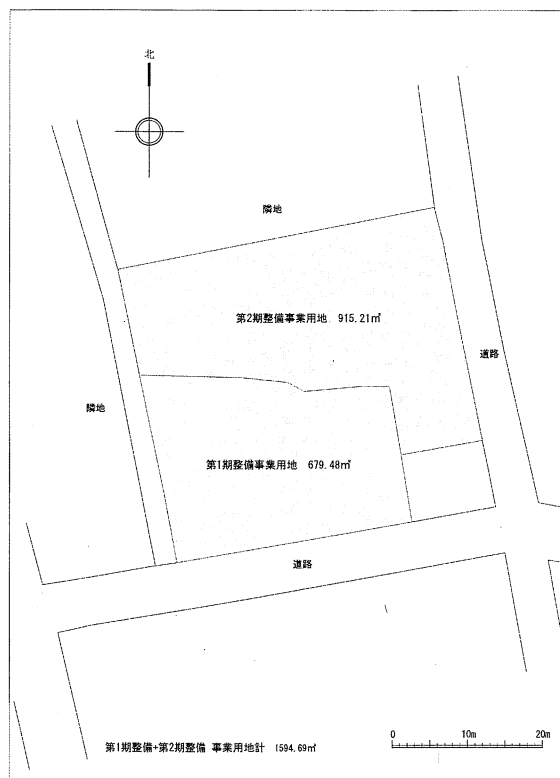 北
隣地
第2期整備事業用地 915.21㎡
道路
隣地
第1期整備事業用地 679.48㎡
道路
第1期整備+第2期整備 事業用地計 1594.69㎡
0 10m 20m